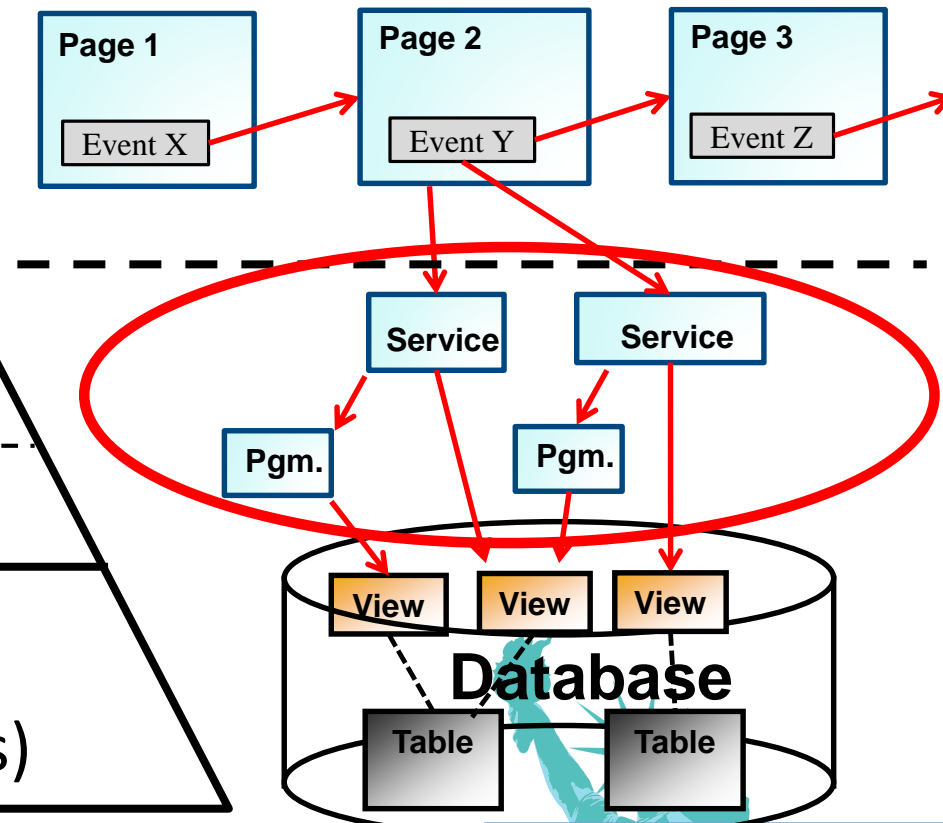 Page 1
Page 2
Page 3
Event X
Event Y
Event Z
Service
Service
Pgm.
Pgm.
View
View
View
Database
Table
Table
s)